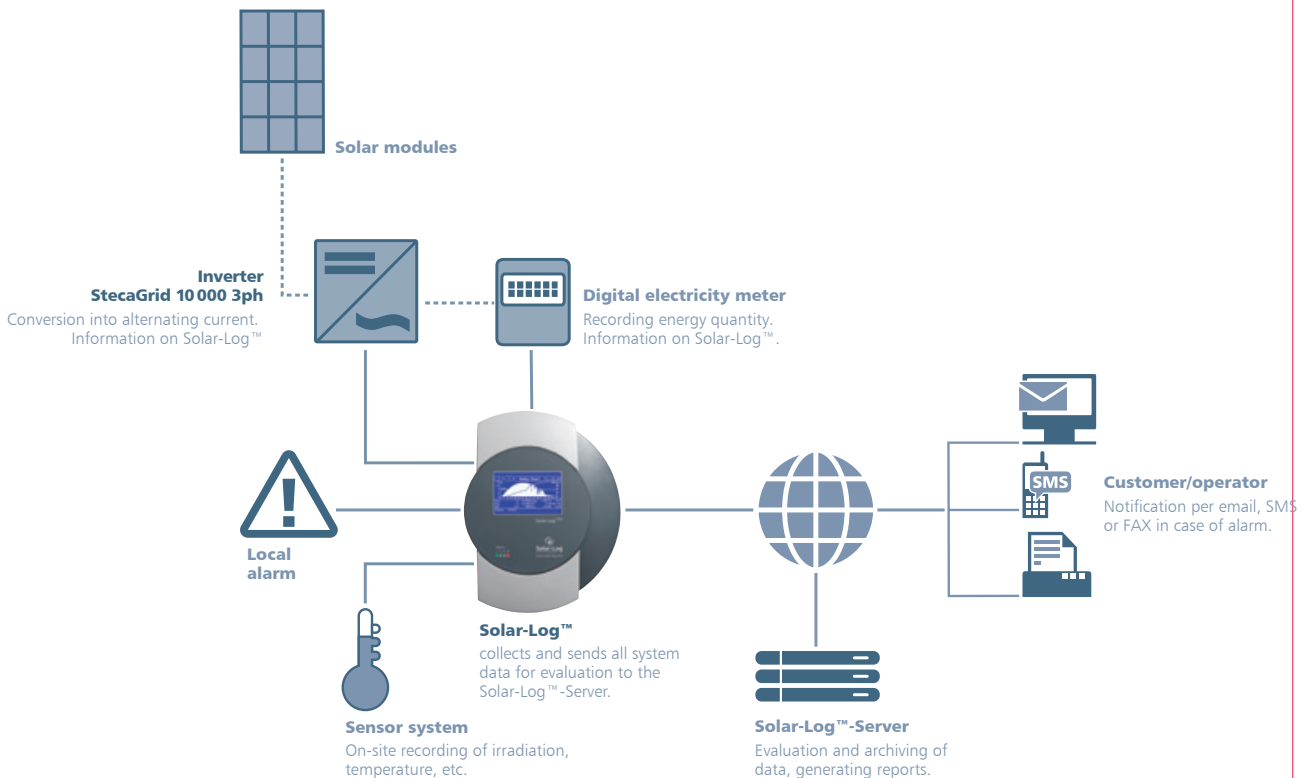 Solar modules
Inverter
StecaGrid 10 000 3ph
Conversion into alternating current.
Information on Solar-Log™
Digital electricity meter
Recording energy quantity.
Information on Solar-Log™.
SMS
Customer/operator
Notification per email, SMS
or FAX in case of alarm.
Local
alarm
Solar-Log
Solar-Log™
collects and sends all system
data for evaluation to the
Solar-Log™-Server.
Sensor system
On-site recording of irradiation,
temperature, etc.
Solar-Log™-Server
Evaluation and archiving of
data, generating reports.